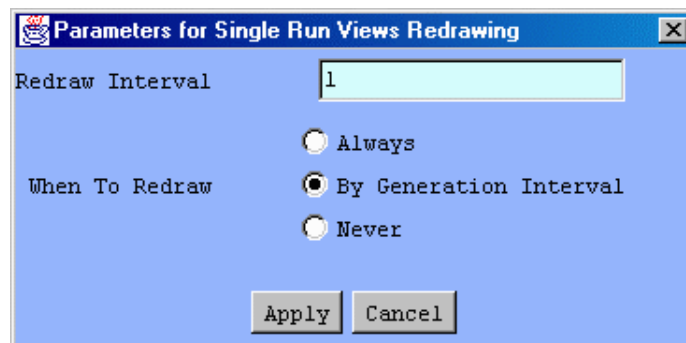 Parameters for Single Run Views Redrawing
Redraw Interval 1
Always
When To Redraw By Generation Interval
Never
Apply Cancel